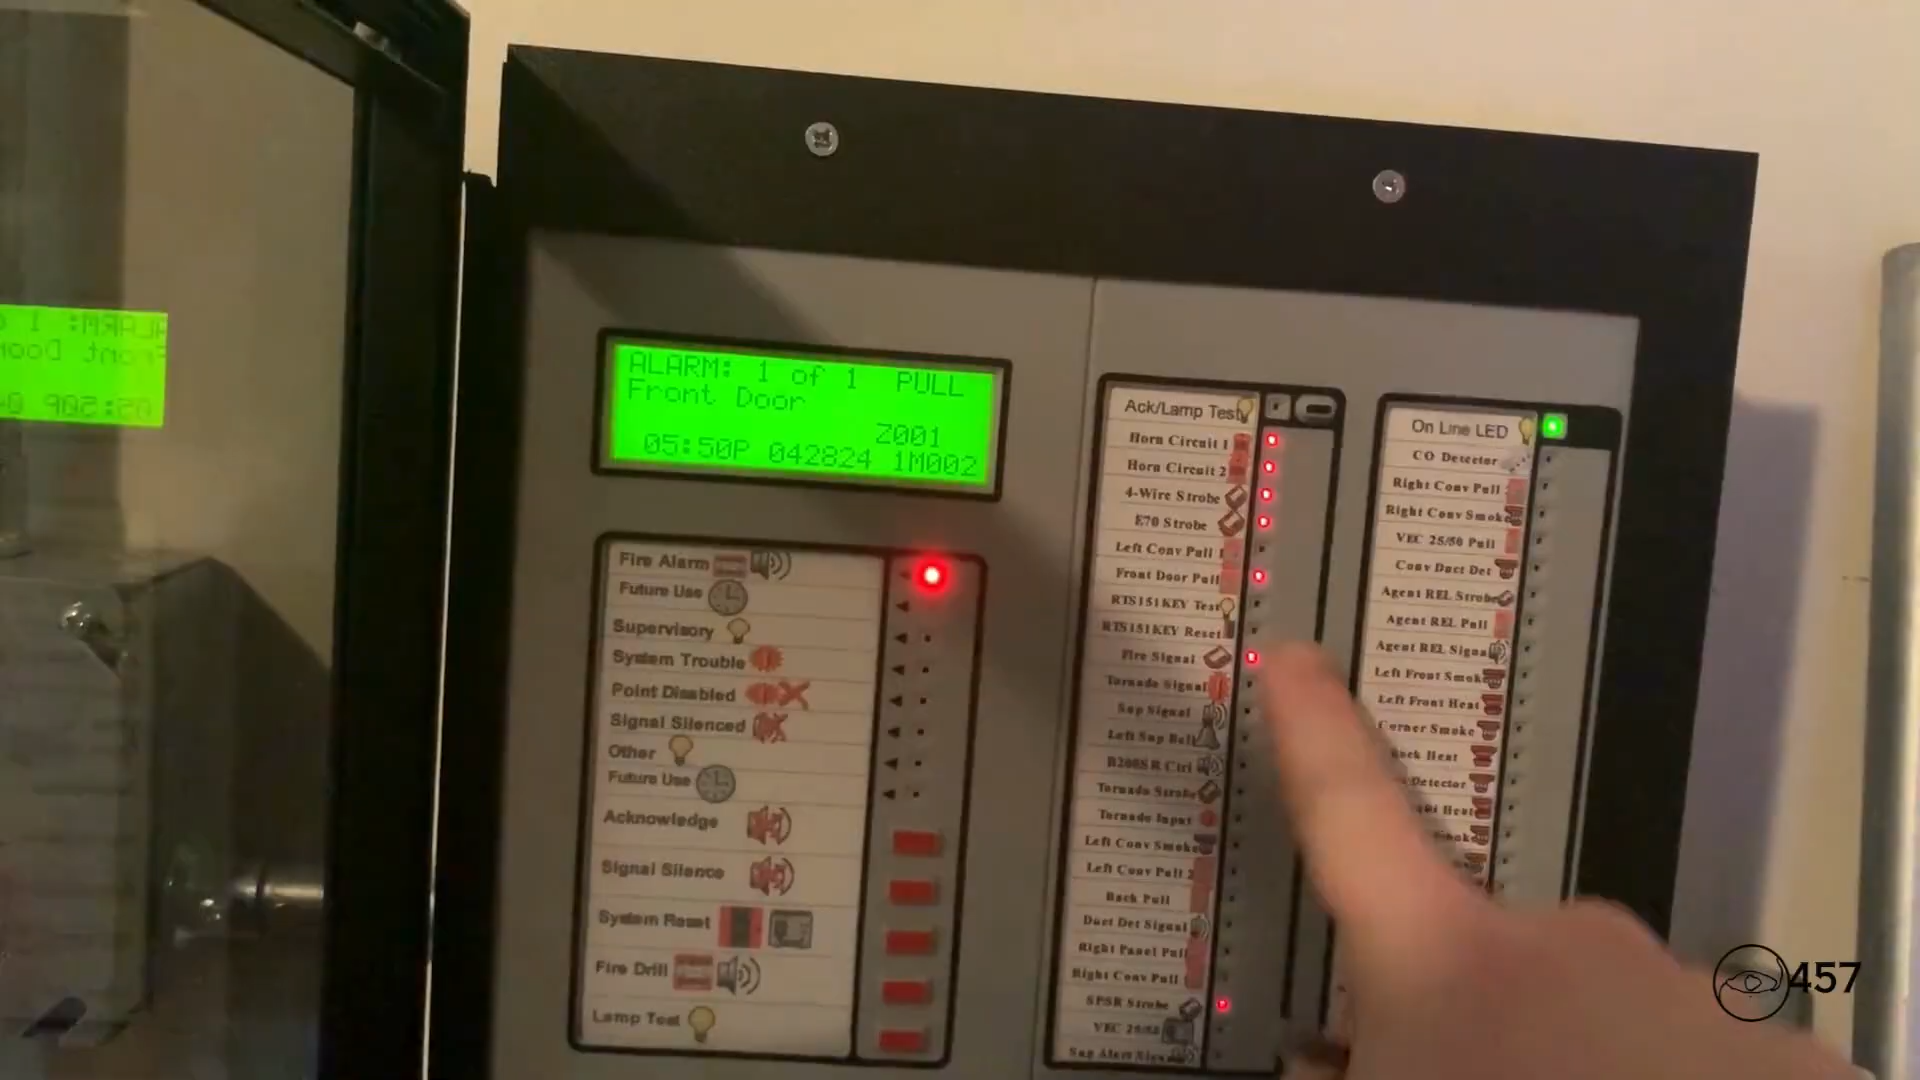 ALARM: 1 of 1 PULL
Front Door
Z001
05:50P 042824 1M002
Fire Alarm
Future Use
Supervisory
System Trouble
Point Disabled
Signal Silenced
Other
Future Use
Acknowledge
Signal Silence
System Reset
Fire Drill
Lamp Test
Ack/Lamp Test
Horn Circuit 1
Horn Circuit 2
4-Wire Strobe
E70 Strobe
Left Conv Pull 1
Front Door Pull
RTS151KEY Test
RTS151KEY Reset
Fire Signal
Tornado Signal
Sup Signal
Left Sup Bell
B200SR Ctrl
Tornado Strobe
Tornado Input
Left Conv Smoke
Left Conv Pull 2
Back Pull
Duct Det Signal
Right Panel Pull
Right Conv Pull
SPSR Strobe
VEC 25/50
Sup Alert Signal
On Line LED
CO Detector
Right Conv Pull
Right Conv Smoke
VEC 25/50 Pull
Conv Duct Det
Agent REL Strobe
Agent REL Pull
Agent REL Signal
Left Front Smoke
Left Front Heat
Corner Smoke
Heat
Detector
Heat
457